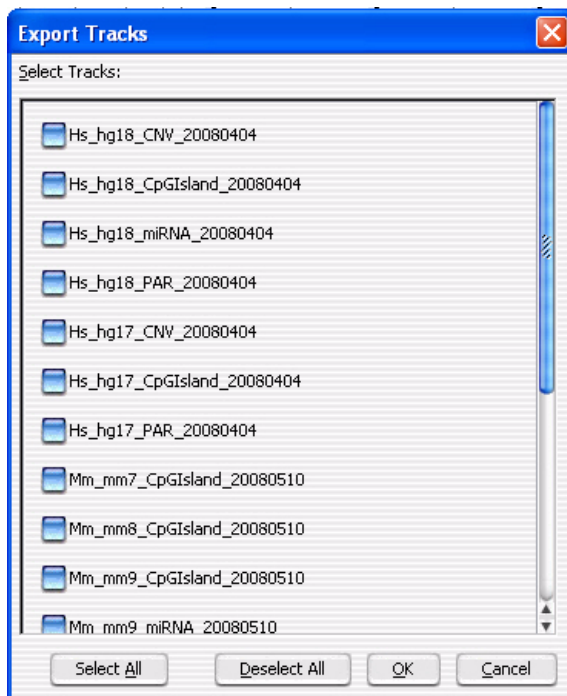 Export Tracks
Select Tracks:
Hs_hg18_CNV_20080404
Hs_hg18_CpGIsland_20080404
Hs_hg18_miRNA_20080404
Hs_hg18_PAR_20080404
Hs_hg17_CNV_20080404
Hs_hg17_CpGIsland_20080404
Hs_hg17_PAR_20080404
Mm_mm7_CpGIsland_20080510
Mm_mm8_CpGIsland_20080510
Mm_mm9_CpGIsland_20080510
Mm_mm9_miRNA_20080510
Select All Deselect All OK Cancel